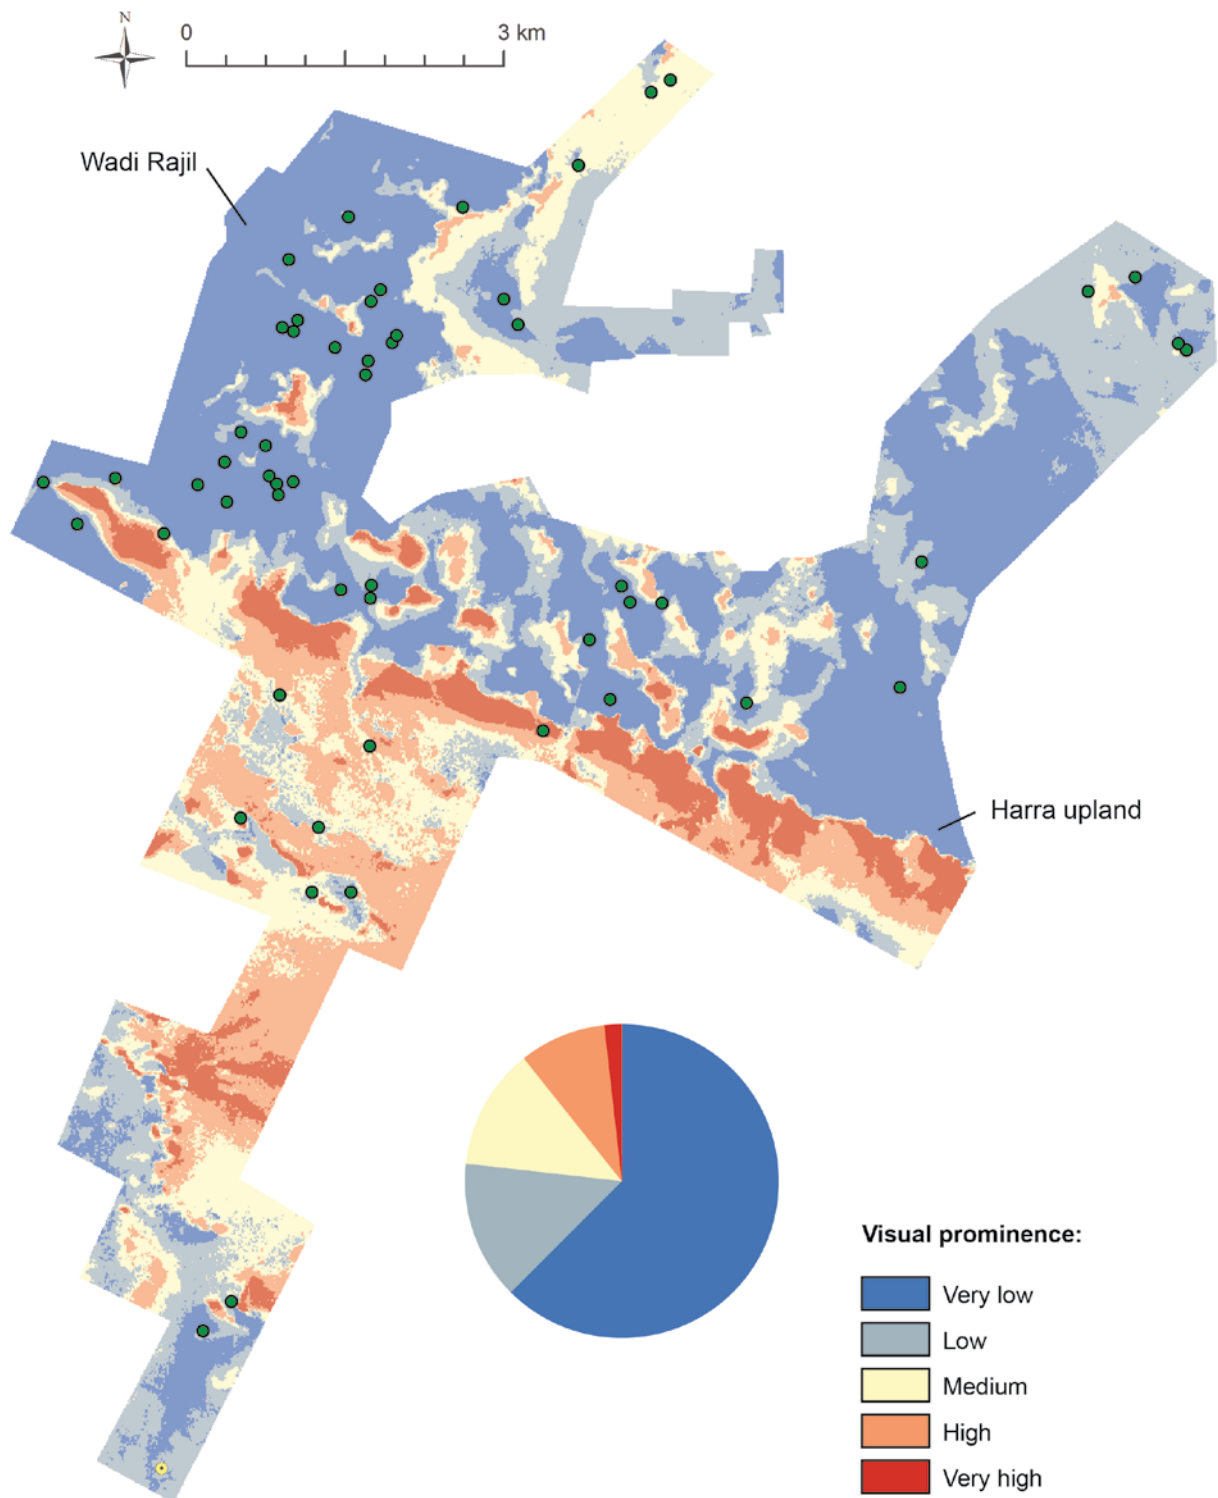 N
0 3 km
Wadi Rajil
Harra upland
Visual prominence:
Very low
Low
Medium
High
Very high